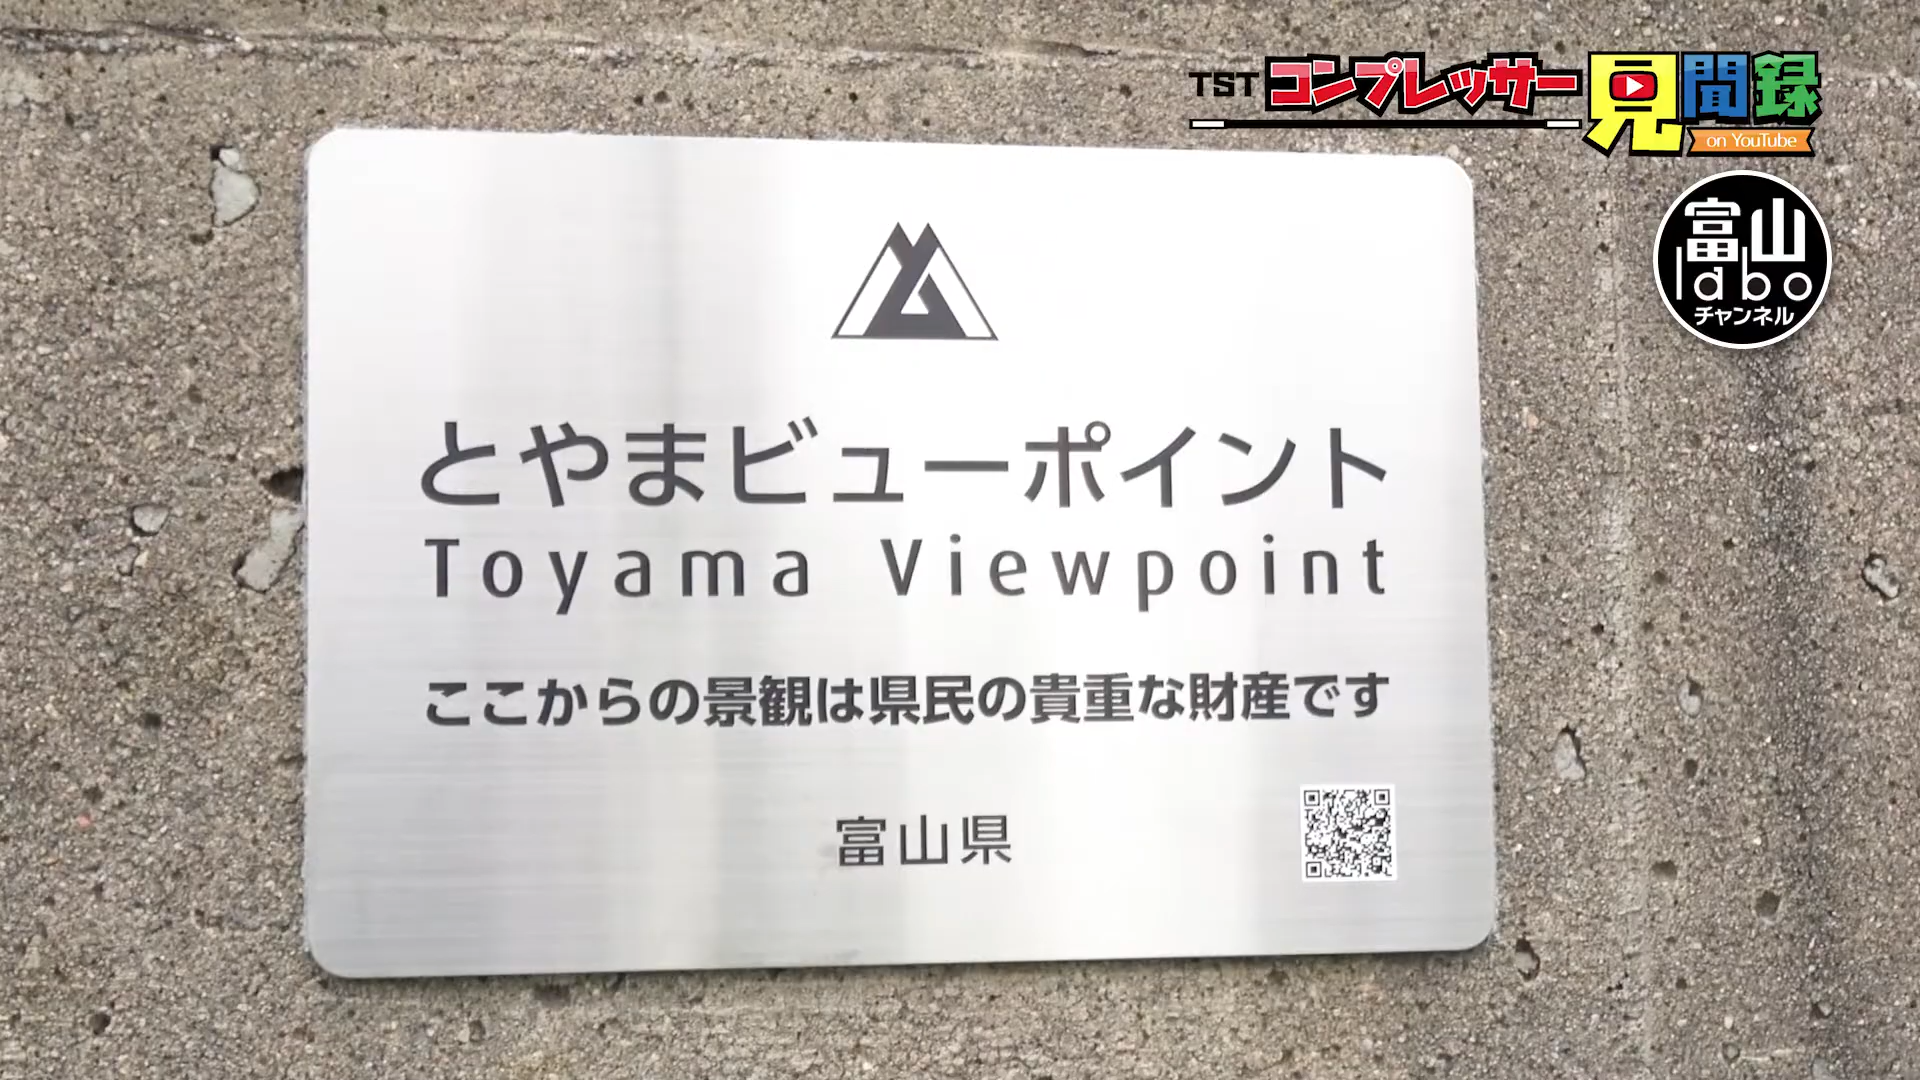 TST コンプレッサー 見聞録
on YouTube
富山
labo
チャンネル
とやまビューポイント
Toyama Viewpoint
ここからの景観は県民の貴重な財産です
富山県